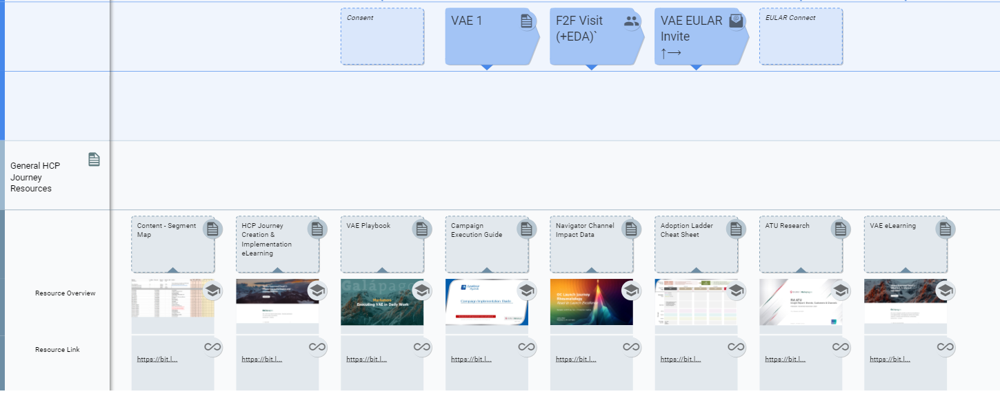 Consent
VAE 1
F2F Visit
(+EDA)`
VAE EULAR
Invite
↑→
EULAR Connect
General HCP
Journey
Resources
Content - Segment
Map
HCP Journey
Creation &
Implementation
eLearning
VAE Playbook
Campaign
Execution Guide
Navigator Channel
Impact Data
Adoption Ladder
Cheat Sheet
ATU Research
VAE eLearning
Resource Overview
Galápago
Executing VAE in Daily Work
Campaign Implementation Guide
RA ATU
Resource Link
https://bit.l...
https://bit.l...
https://bit.l...
https://bit.l...
https://bit.l...
https://bit.l...
https://bit.l...
https://bit.l...